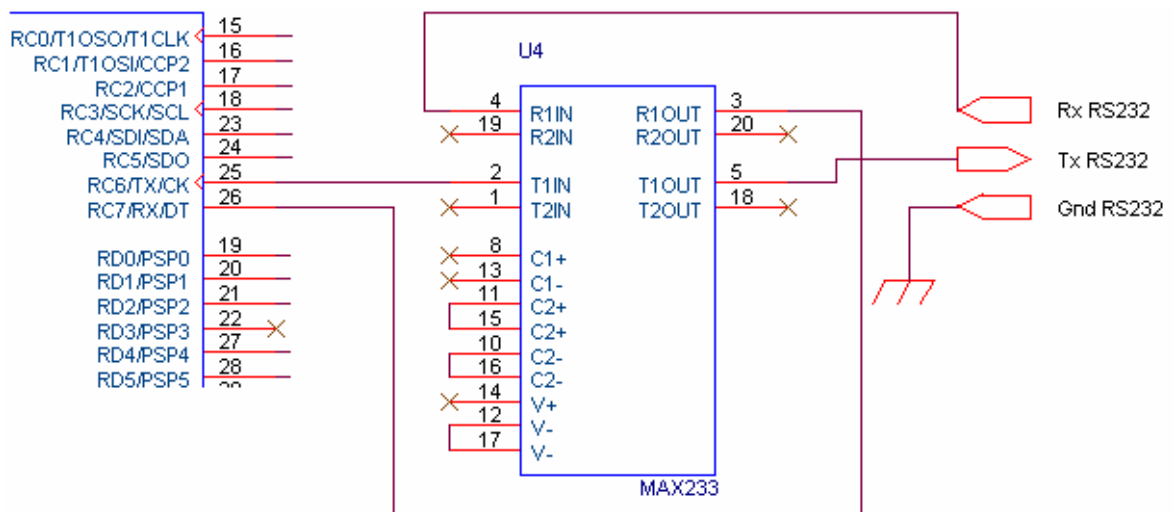 15
RC0/T1OSO/T1CLK
16
RC1/T1OSI/CCP2
17
RC2/CCP1
18
RC3/SCK/SCL
23
RC4/SDI/SDA
24
RC5/SDO
25
RC6/TX/CK
26
RC7/RX/DT
19
RD0/PSP0
20
RD1/PSP1
21
RD2/PSP2
22
RD3/PSP3
27
RD4/PSP4
28
RD5/PSP5
U4
4 R1IN R1OUT 3
19 R2IN R2OUT 20
2 T1IN T1OUT 5
1 T2IN T2OUT 18
8 C1+
13 C1-
11 C2+
15 C2+
10 C2-
16 C2-
14 V+
12 V-
17 V-
MAX233
Rx RS232
Tx RS232
Gnd RS232